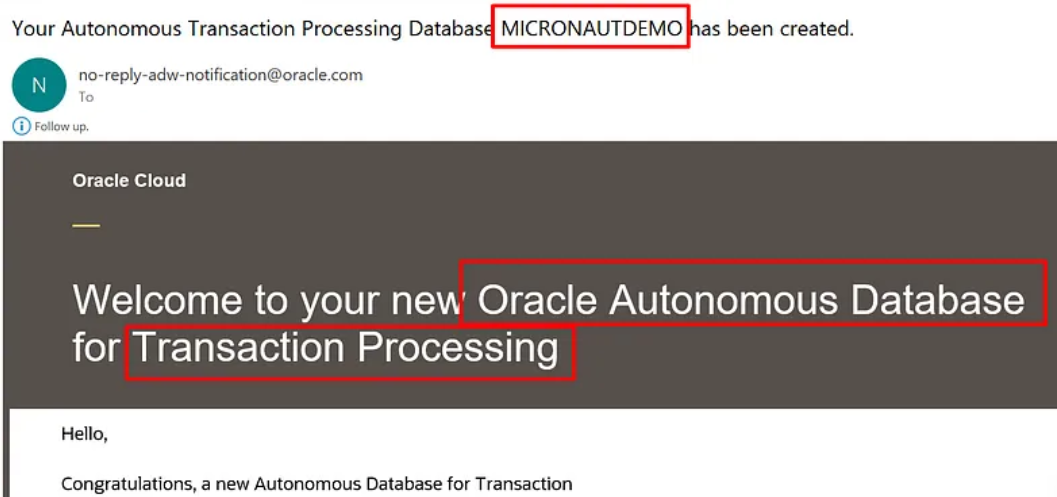 Your Autonomous Transaction Processing Database MICRONAUTDEMO has been created.
N
no-reply-adw-notification@oracle.com
To
Follow up.
Oracle Cloud
Welcome to your new Oracle Autonomous Database
for Transaction Processing
Hello,
Congratulations, a new Autonomous Database for Transaction